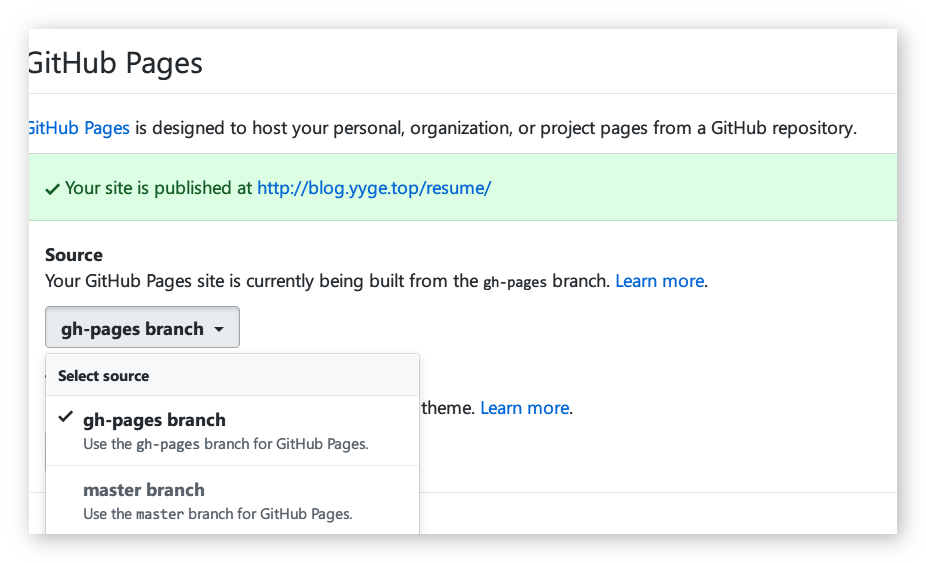 GitHub Pages
GitHub Pages is designed to host your personal, organization, or project pages from a GitHub repository.
Your site is published at http://blog.yyge.top/resume/
Source
Your GitHub Pages site is currently being built from the gh-pages branch. Learn more.
gh-pages branch
Select source
theme. Learn more.
gh-pages branch
Use the gh-pages branch for GitHub Pages.
master branch
Use the master branch for GitHub Pages.